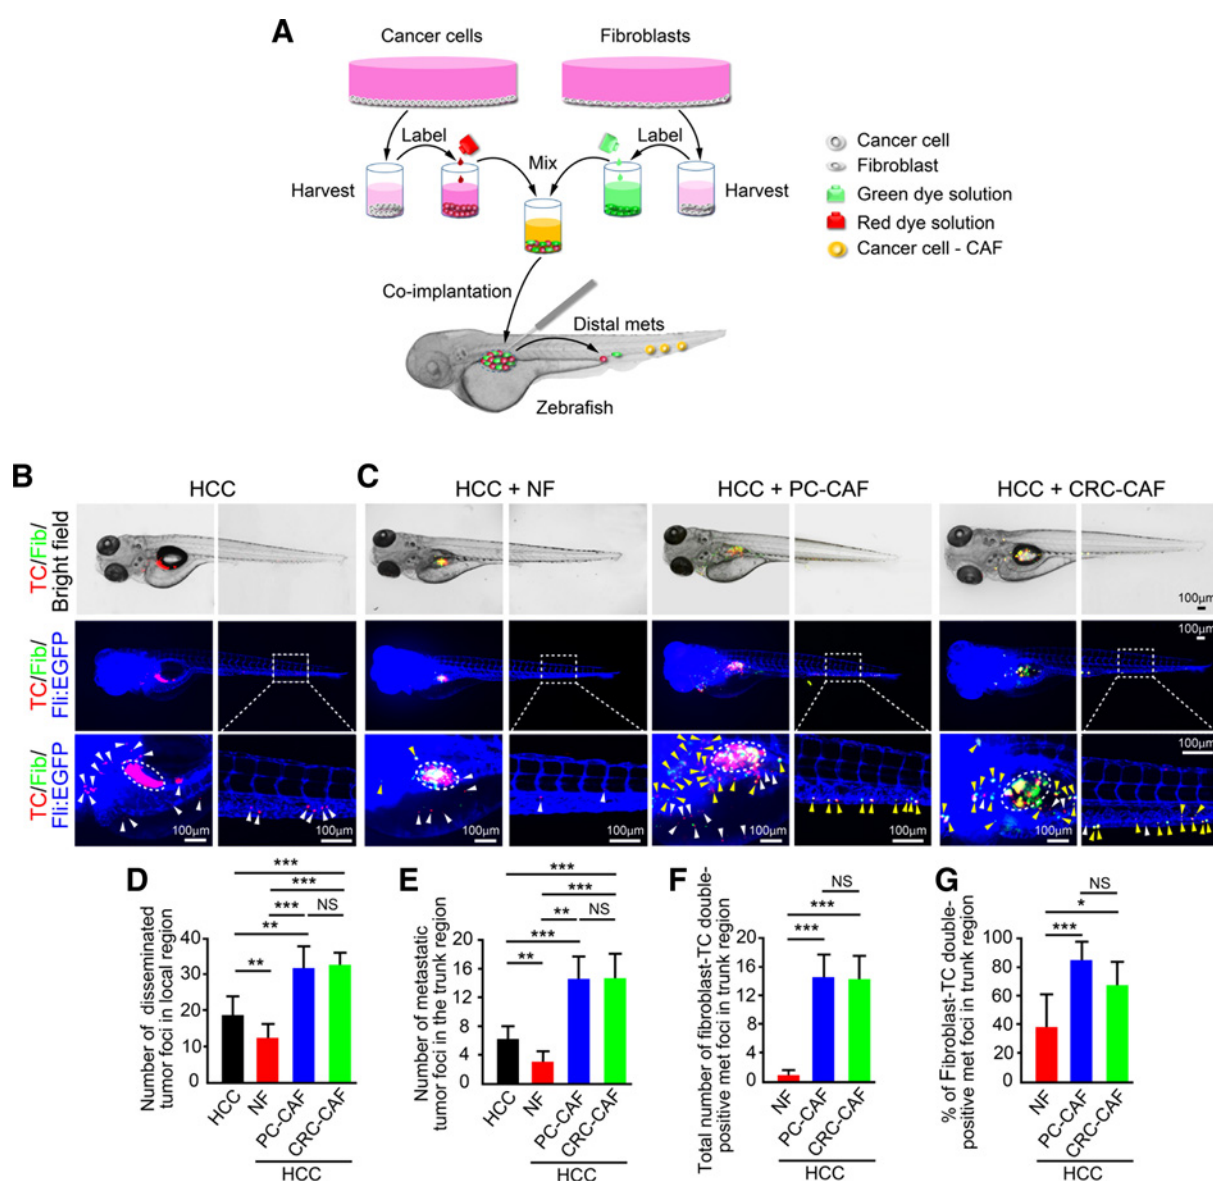 A
Cancer cells
Fibroblasts
Label
Label
Mix
Harvest
Harvest
Cancer cell
Fibroblast
Green dye solution
Red dye solution
Cancer cell - CAF
Co-implantation
Distal mets
Zebrafish
B
C
HCC
HCC + NF
HCC + PC-CAF
HCC + CRC-CAF
TC/Fib/
Bright field
100μm
TC/Fib/
Fli:EGFP
100μm
TC/Fib/
Fli:EGFP
100μm
100μm
100μm
100μm
100μm
100μm
100μm
100μm
D
Number of disseminated
tumor foci in local region
40
30
20
10
0
***
***
*** NS
**
**
HCC
NF
PC-CAF
CRC-CAF
HCC
E
Number of metastatic
tumor foci in the trunk region
20
16
12
8
4
0
***
***
** NS
***
**
HCC
NF
PC-CAF
CRC-CAF
HCC
F
Total number of fibroblast-TC double-
positive met foci in trunk region
20
16
12
8
4
0
NS
***
***
NF
PC-CAF
CRC-CAF
HCC
G
% of Fibroblast-TC double-
positive met foci in trunk region
100
80
60
40
20
0
NS
*
***
NF
PC-CAF
CRC-CAF
HCC